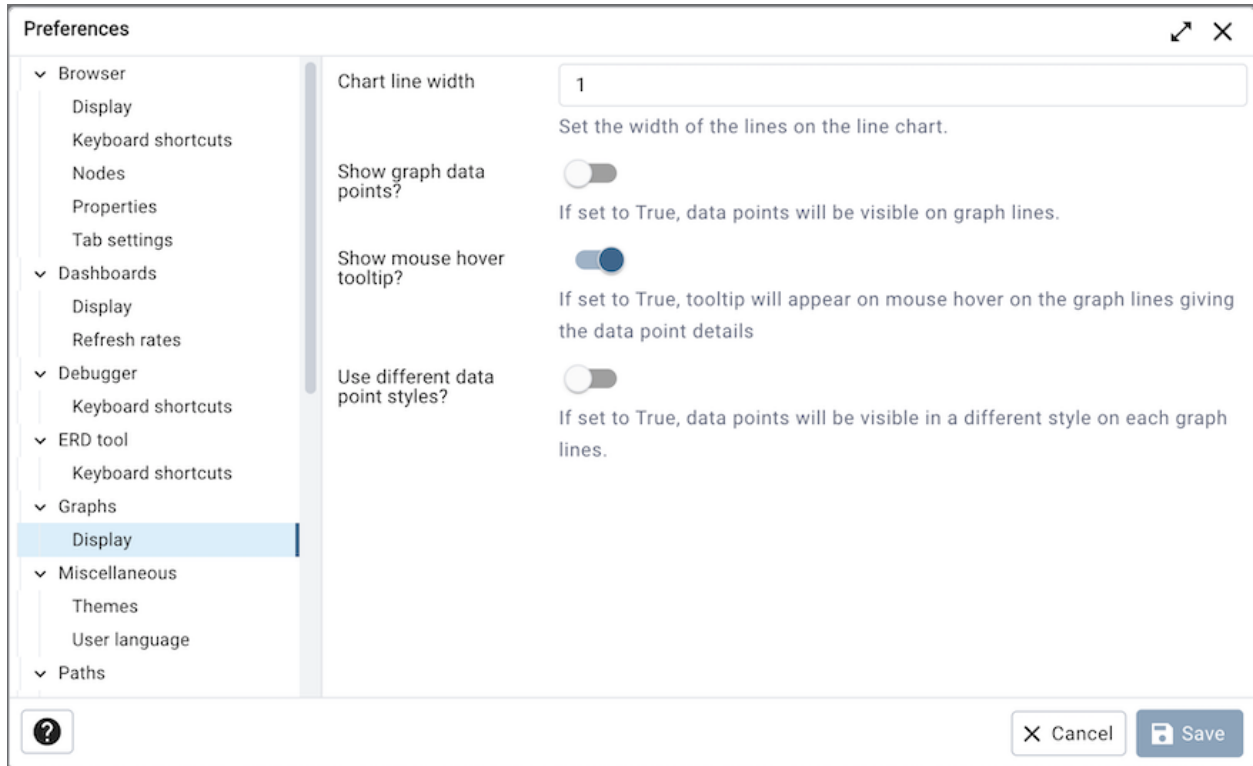 Preferences
Browser
Display
Keyboard shortcuts
Nodes
Properties
Tab settings
Dashboards
Display
Refresh rates
Debugger
Keyboard shortcuts
ERD tool
Keyboard shortcuts
Graphs
Display
Miscellaneous
Themes
User language
Paths
Chart line width
1
Set the width of the lines on the line chart.
Show graph data
points?
If set to True, data points will be visible on graph lines.
Show mouse hover
tooltip?
If set to True, tooltip will appear on mouse hover on the graph lines giving
the data point details
Use different data
point styles?
If set to True, data points will be visible in a different style on each graph
lines.
?
Cancel
Save